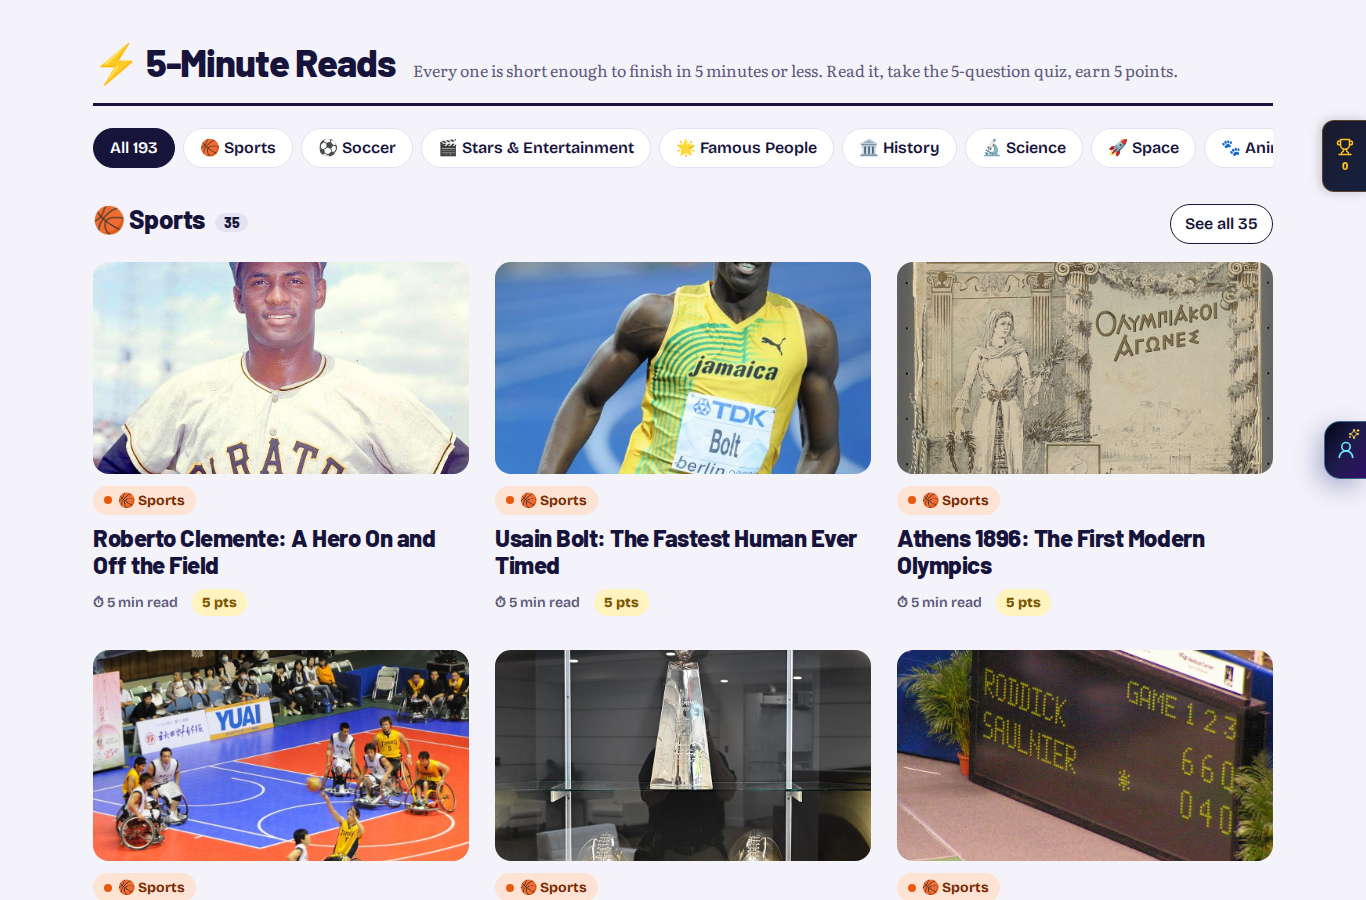 ⚡ 5-Minute Reads
Every one is short enough to finish in 5 minutes or less. Read it, take the 5-question quiz, earn 5 points.
All 193
🏀 Sports
⚽ Soccer
🎬 Stars & Entertainment
🌟 Famous People
🏛️ History
🔬 Science
🚀 Space
🐾 Ani
0
🏀 Sports 35
See all 35
RATE
jamaica
TDK
Bolt
berlin
ΟΛΥΜΠΙΑΚΟΙ
ΑΓΩΝΕΣ
🏀 Sports
🏀 Sports
🏀 Sports
Roberto Clemente: A Hero On and
Off the Field
Usain Bolt: The Fastest Human Ever
Timed
Athens 1896: The First Modern
Olympics
⏱ 5 min read 5 pts
⏱ 5 min read 5 pts
⏱ 5 min read 5 pts
YUAI
RODDICK GAME 1 2 3
SAULNIER 6 6 0
0 4 0
🏀 Sports
🏀 Sports
🏀 Sports